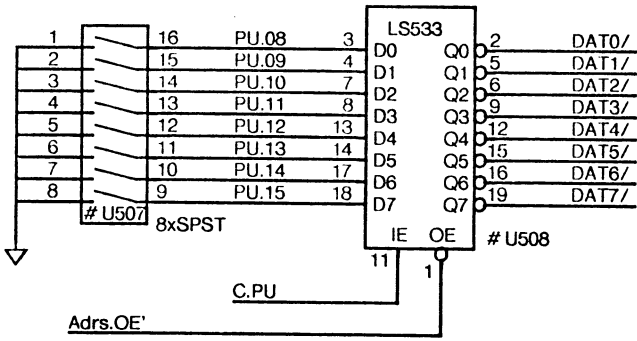 LS533
1 16 PU.08 3 D0 Q0 2 DAT0/
2 15 PU.09 4 D1 Q1 5 DAT1/
3 14 PU.10 7 D2 Q2 6 DAT2/
4 13 PU.11 8 D3 Q3 9 DAT3/
5 12 PU.12 13 D4 Q4 12 DAT4/
6 11 PU.13 14 D5 Q5 15 DAT5/
7 10 PU.14 17 D6 Q6 16 DAT6/
8 9 PU.15 18 D7 Q7 19 DAT7/
# U507
8xSPST
IE OE
# U508
11 1
C.PU
Adrs.OE'